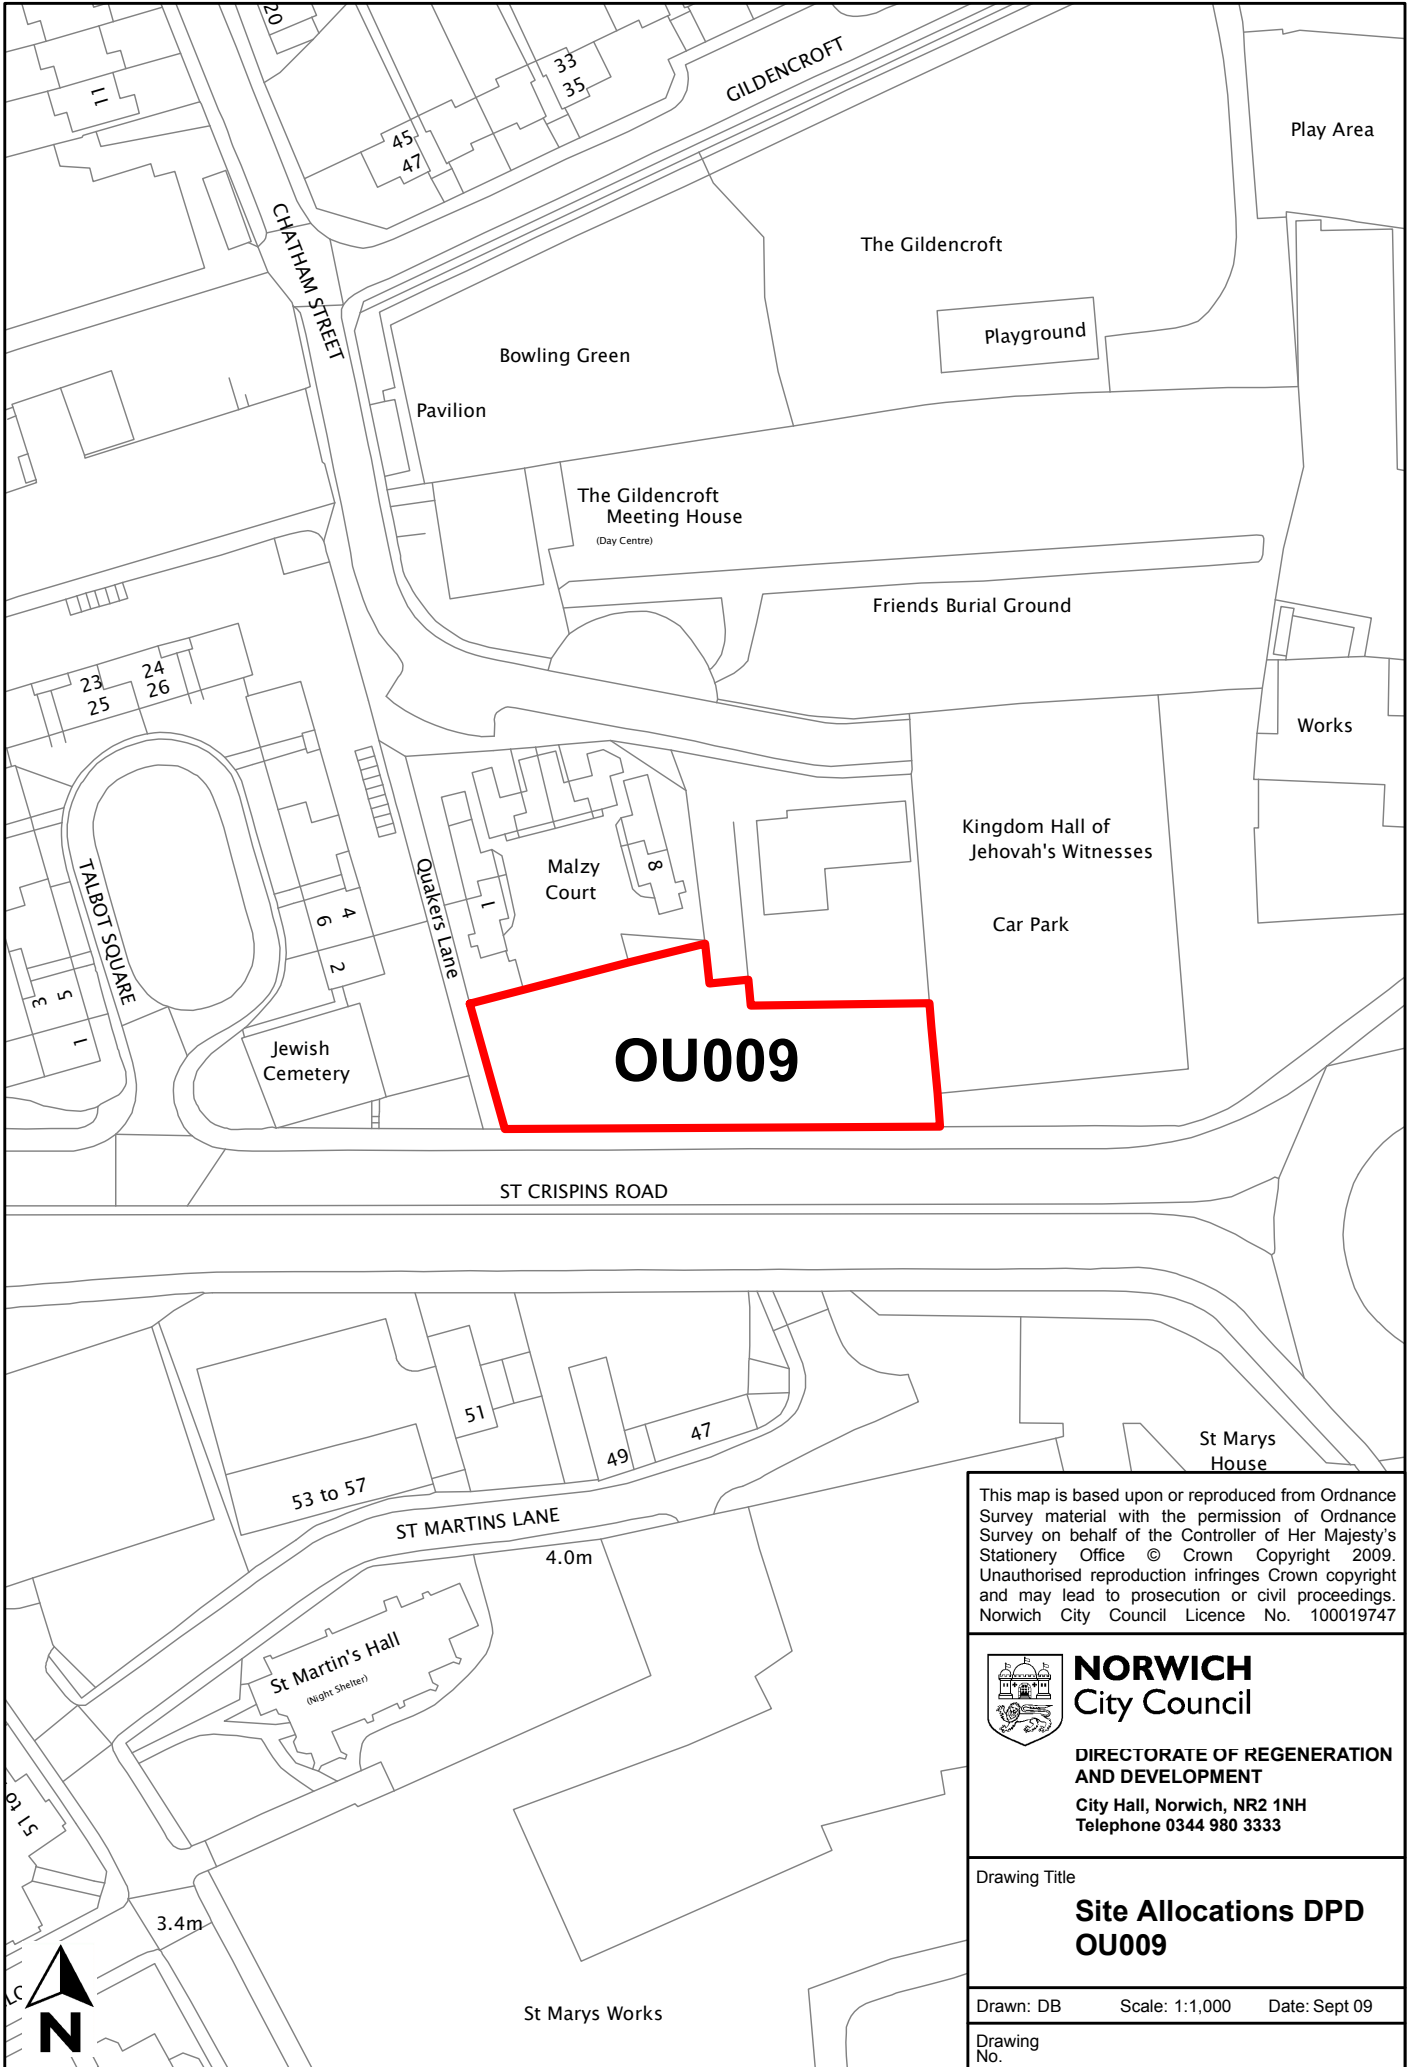 20
11
33
35
GILDENCROFT
45
47
Play Area
CHATHAM STREET
The Gildencroft
Playground
Bowling Green
Pavilion
The Gildencroft
Meeting House
(Day Centre)
Friends Burial Ground
23
25
24
26
Works
Kingdom Hall of
Jehovah's Witnesses
Car Park
Malzy
Court
8
1
Quakers Lane
TALBOT SQUARE
6
4
2
3
5
1
Jewish
Cemetery
OU009
ST CRISPINS ROAD
51
49
47
53 to 57
ST MARTINS LANE
4.0m
St Marys
House
St Martin's Hall
(Night Shelter)
51 to
3.4m
St Marys Works
N
This map is based upon or reproduced from Ordnance
Survey material with the permission of Ordnance
Survey on behalf of the Controller of Her Majesty's
Stationery Office © Crown Copyright 2009.
Unauthorised reproduction infringes Crown copyright
and may lead to prosecution or civil proceedings.
Norwich City Council Licence No. 100019747
NORWICH
City Council
DIRECTORATE OF REGENERATION
AND DEVELOPMENT
City Hall, Norwich, NR2 1NH
Telephone 0344 980 3333
Drawing Title
Site Allocations DPD
OU009
Drawn: DB Scale: 1:1,000 Date: Sept 09
Drawing
No.